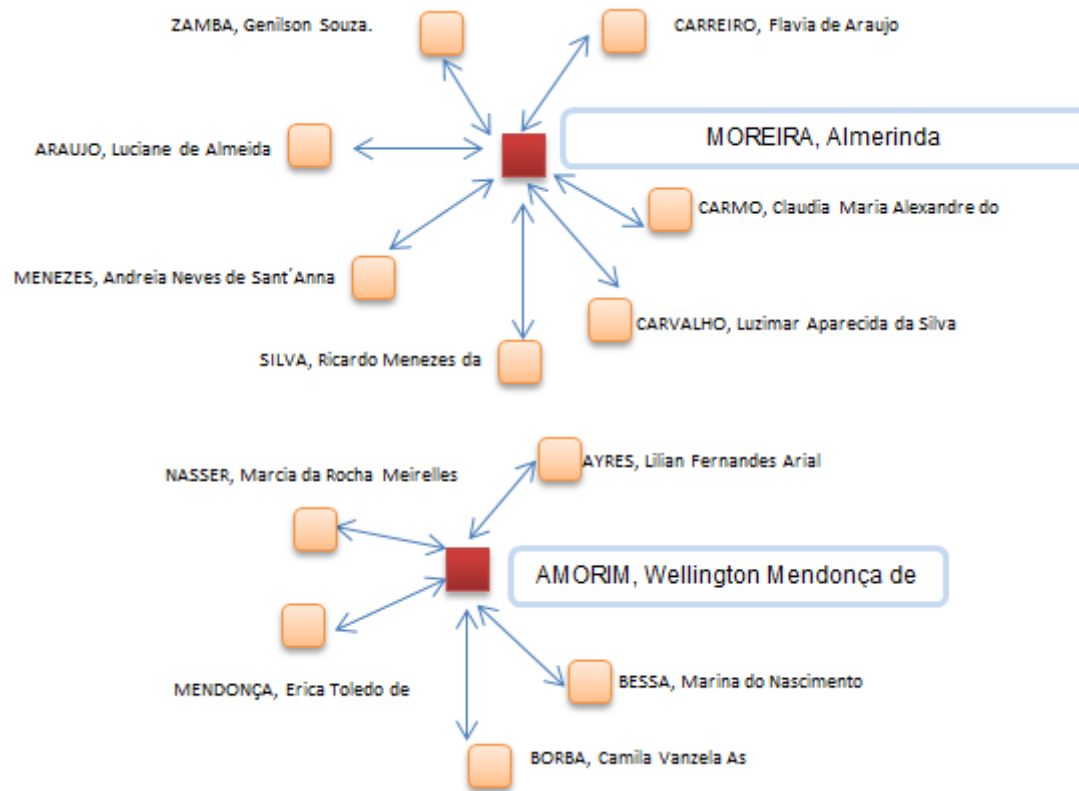 ZAMBA, Genilson Souza.
CARREIRO, Flavia de Araujo
MOREIRA, Almerinda
ARAUJO, Luciane de Almeida
CARMO, Claudia Maria Alexandre do
MENEZES, Andreia Neves de Sant´Anna
CARVALHO, Luzimar Aparecida da Silva
SILVA, Ricardo Menezes da
NASSER, Marcia da Rocha Meirelles
AYRES, Lilian Fernandes Arial
AMORIM, Wellington Mendonça de
MENDONÇA, Erica Toledo de
BESSA, Marina do Nascimento
BORBA, Camila Vanzela As